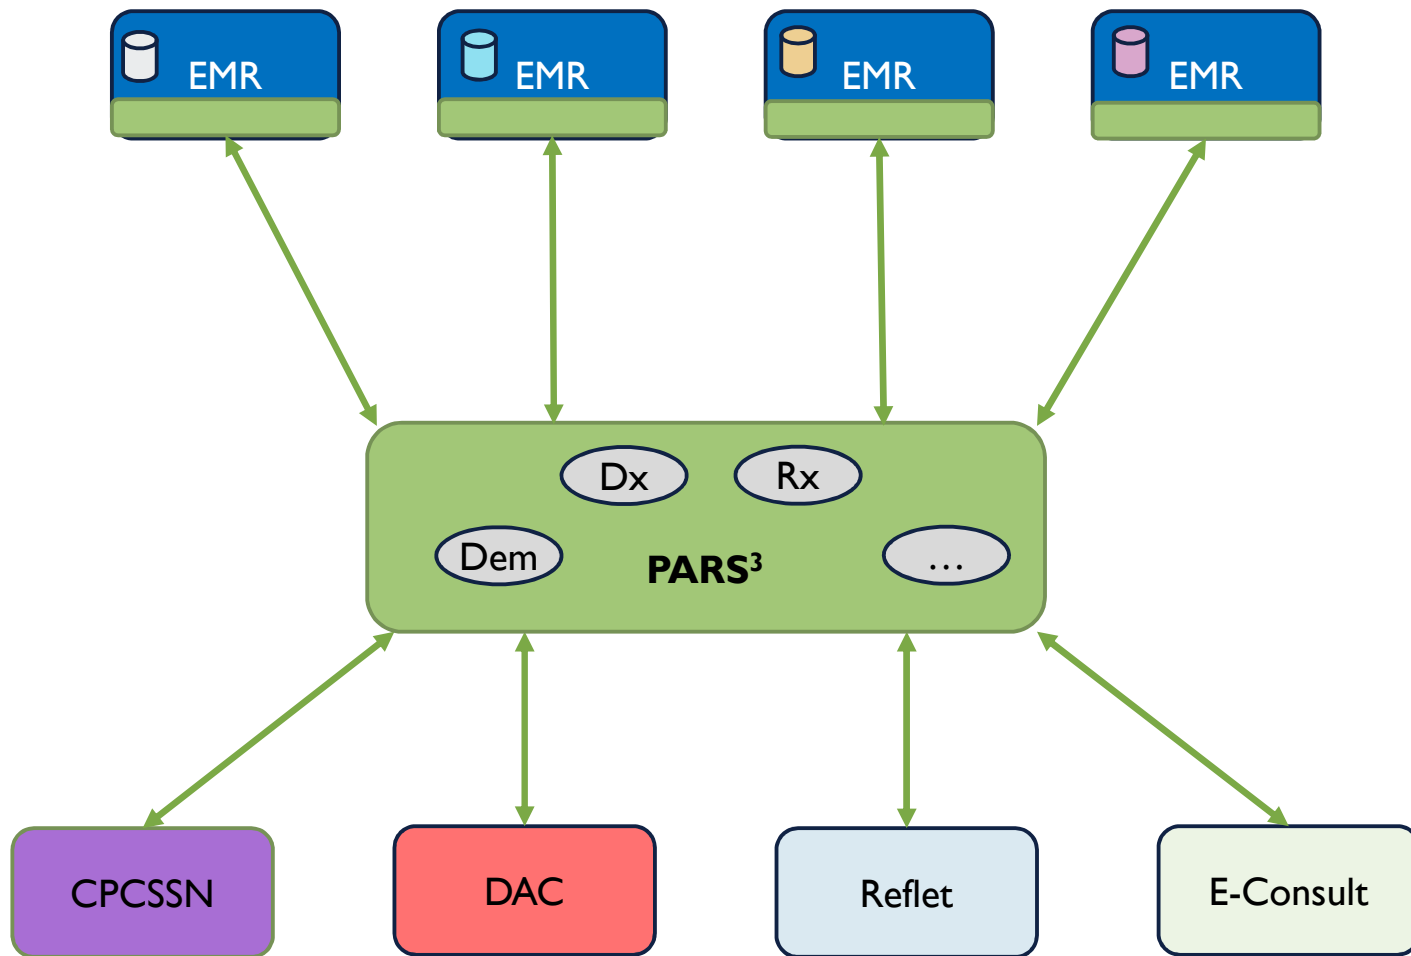 EMR
EMR
EMR
EMR
Dx
Rx
Dem
PARS³
...
CPCSSN
DAC
Reflet
E-Consult